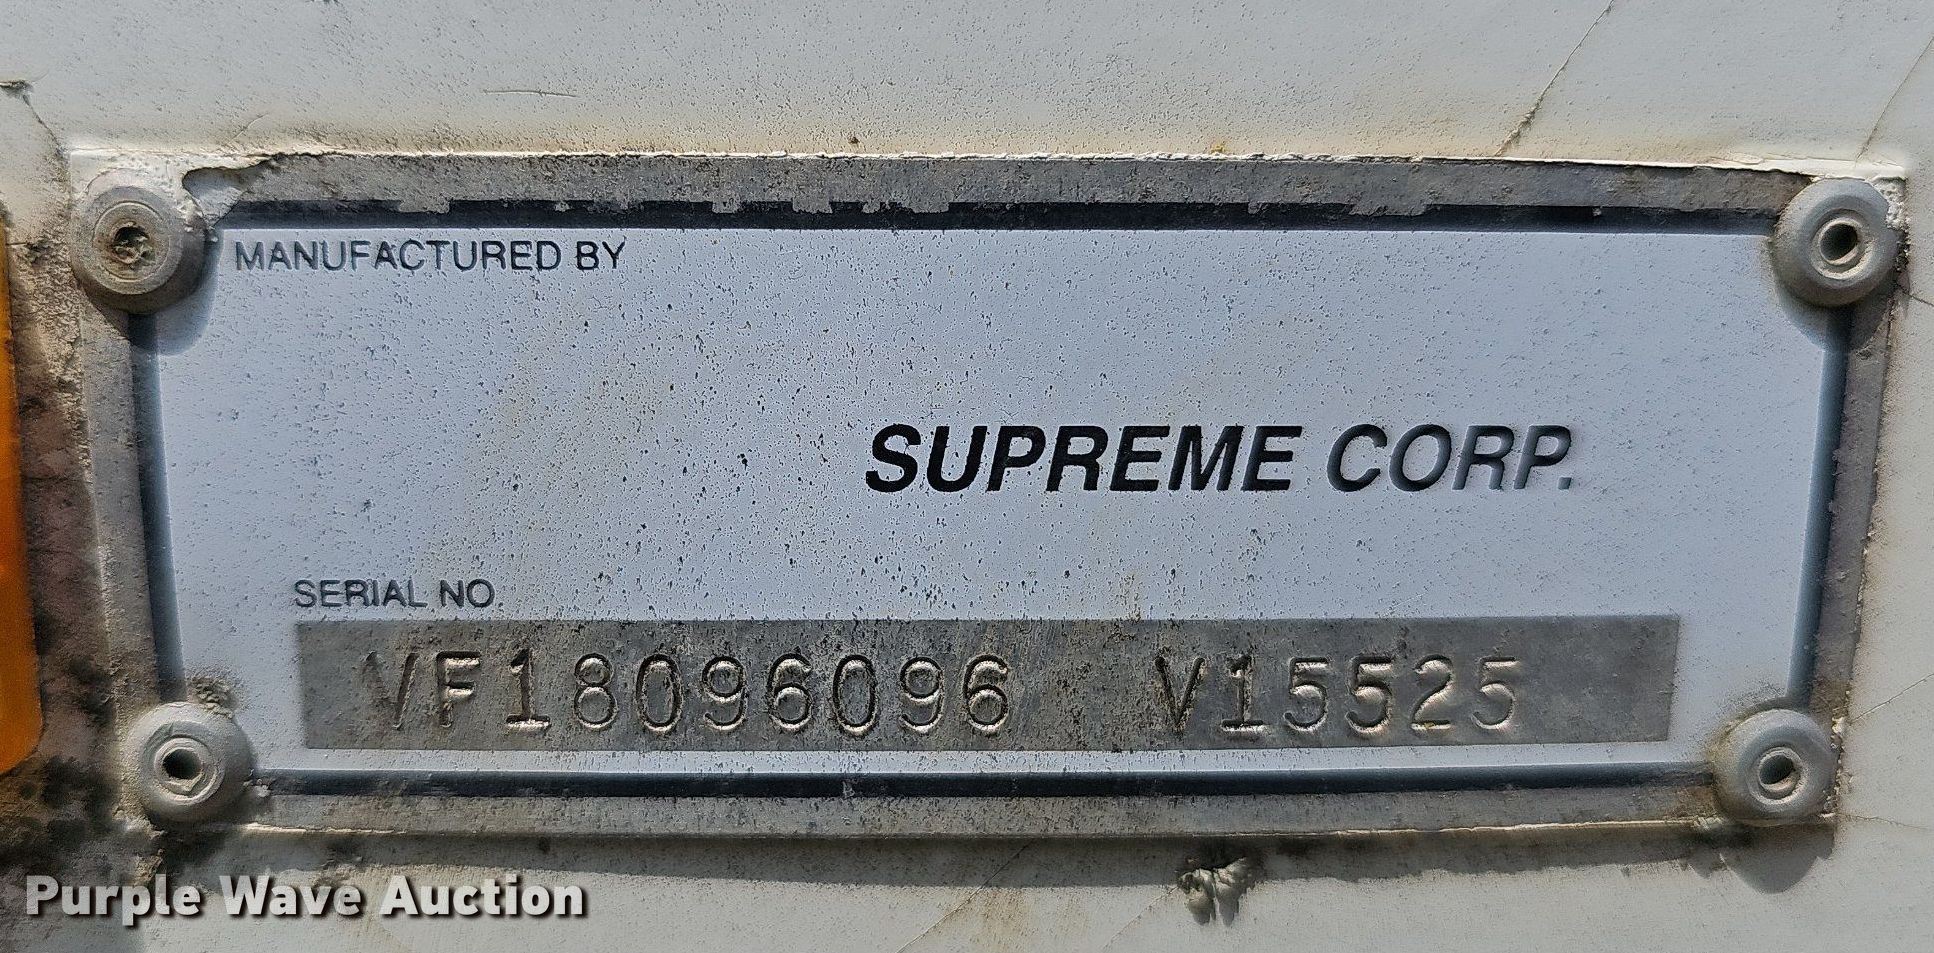 MANUFACTURED BY
SUPREME CORP.
SERIAL NO.
VF18096096 V15525
Purple Wave Auction